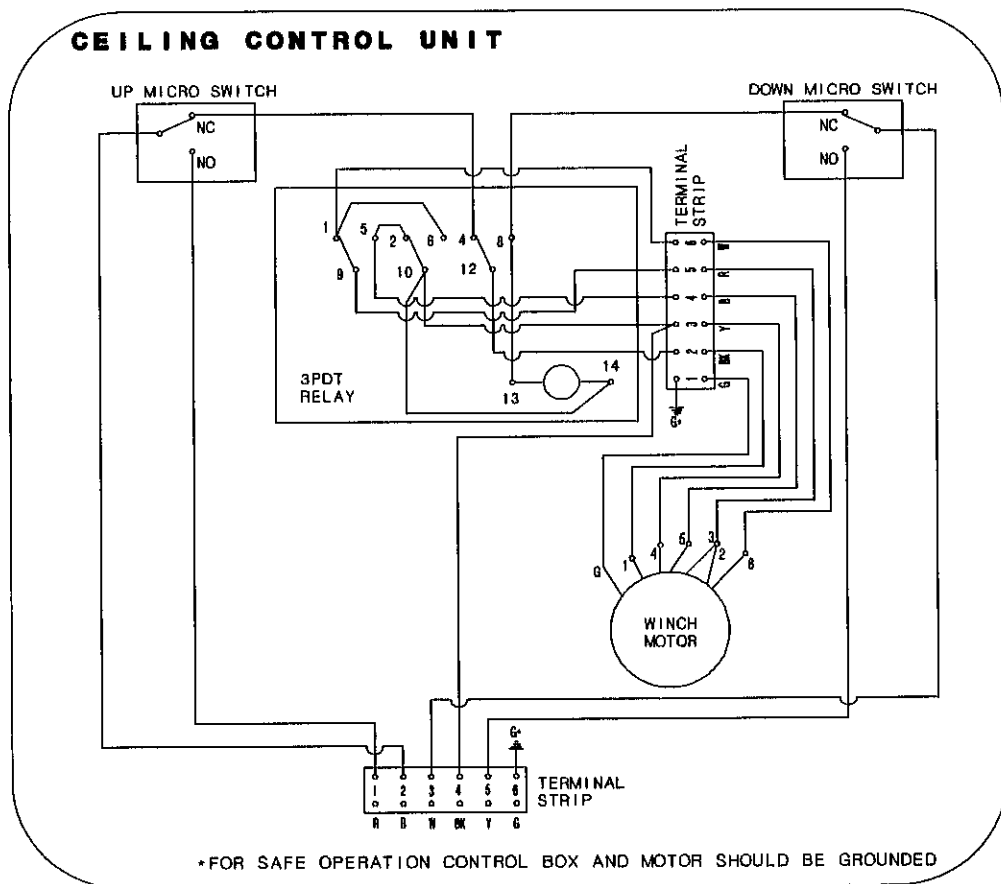 CEILING CONTROL UNIT
UP MICRO SWITCH
DOWN MICRO SWITCH
NC
NO
NC
NO
TERMINAL
STRIP
1
5
2
6
4
8
9
10
12
13
14
3PDT
RELAY
6
W
5
R
4
B
3
Y
2
BK
1
G
G*
G
1
4
5
3
2
6
WINCH
MOTOR
G*
1
2
3
4
5
6
R
B
W
BK
Y
G
TERMINAL
STRIP
*FOR SAFE OPERATION CONTROL BOX AND MOTOR SHOULD BE GROUNDED